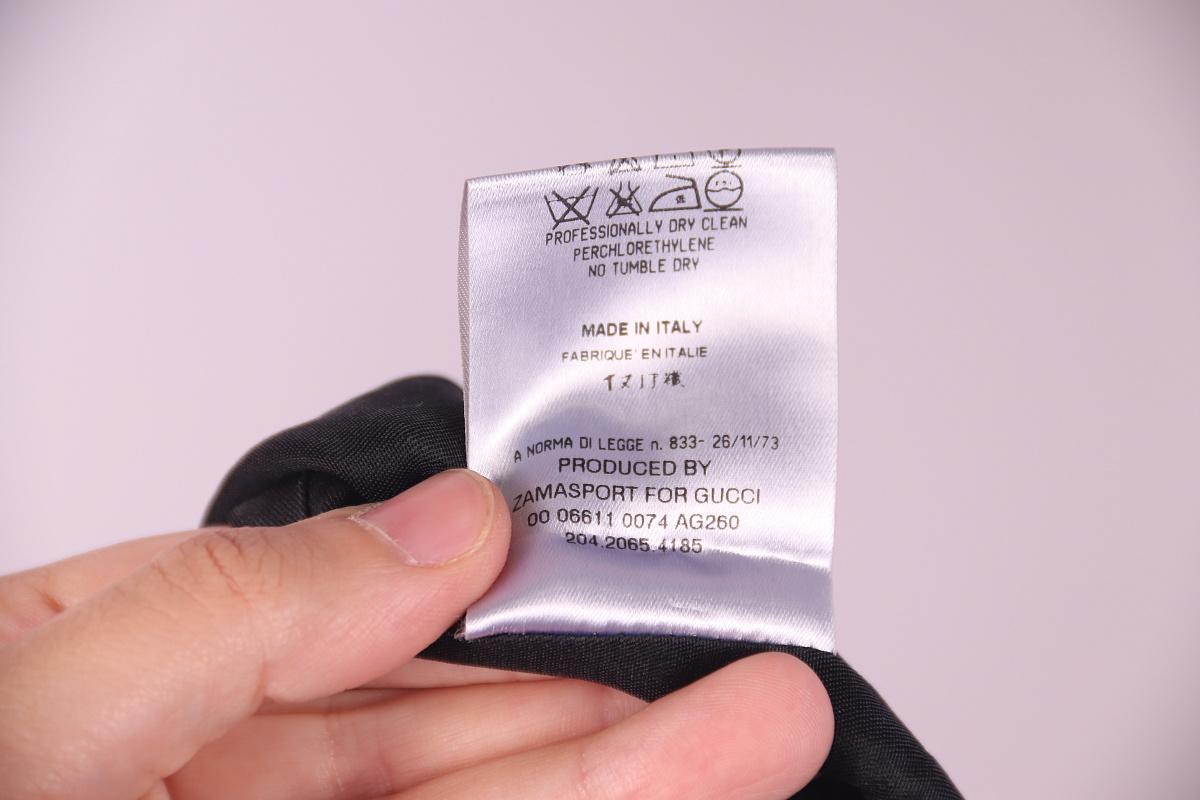 PROFESSIONALLY DRY CLEAN
PERCHLORETHYLENE
NO TUMBLE DRY
MADE IN ITALY
FABRIQUE' EN ITALIE
A NORMA DI LEGGE n. 833- 26/11/73
PRODUCED BY
ZAMASPORT FOR GUCCI
00 06611 0074 AG260
204.2065.4185